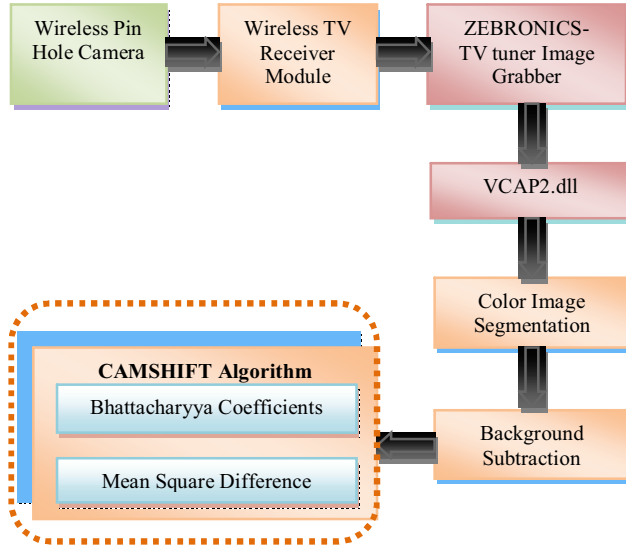 Wireless Pin
Hole Camera
Wireless TV
Receiver
Module
ZEBRONICS-
TV tuner Image
Grabber
VCAP2.dll
Color Image
Segmentation
Background
Subtraction
CAMSHIFT Algorithm
Bhattacharyya Coefficients
Mean Square Difference